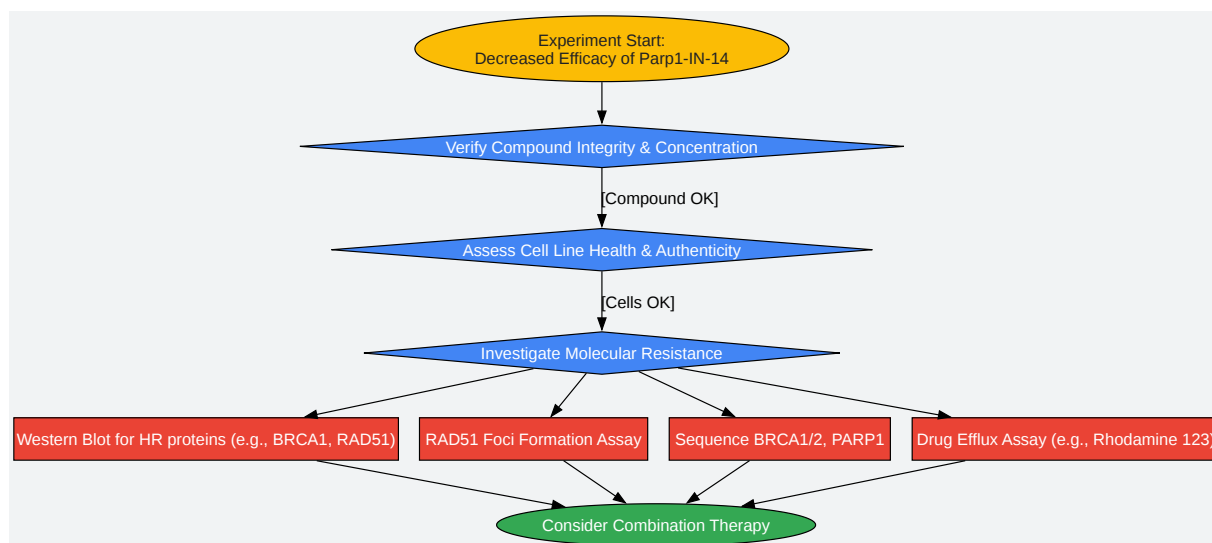 Experiment Start:
Decreased Efficacy of Parp1-IN-14
Verify Compound Integrity & Concentration
[Compound OK]
Assess Cell Line Health & Authenticity
[Cells OK]
Investigate Molecular Resistance
Western Blot for HR proteins (e.g., BRCA1, RAD51)
RAD51 Foci Formation Assay
Sequence BRCA1/2, PARP1
Drug Efflux Assay (e.g., Rhodamine 123)
Consider Combination Therapy